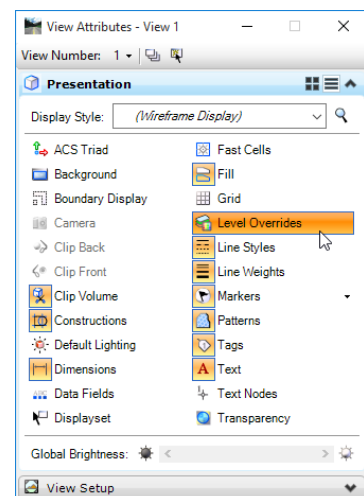 View Attributes - View 1
View Number: 1
Presentation
Display Style: (Wireframe Display)
ACS Triad Fast Cells
Background Fill
Boundary Display Grid
Camera Level Overrides
Clip Back Line Styles
Clip Front Line Weights
Clip Volume Markers
Constructions Patterns
Default Lighting Tags
Dimensions A Text
Data Fields Text Nodes
Displayset Transparency
Global Brightness:
View Setup